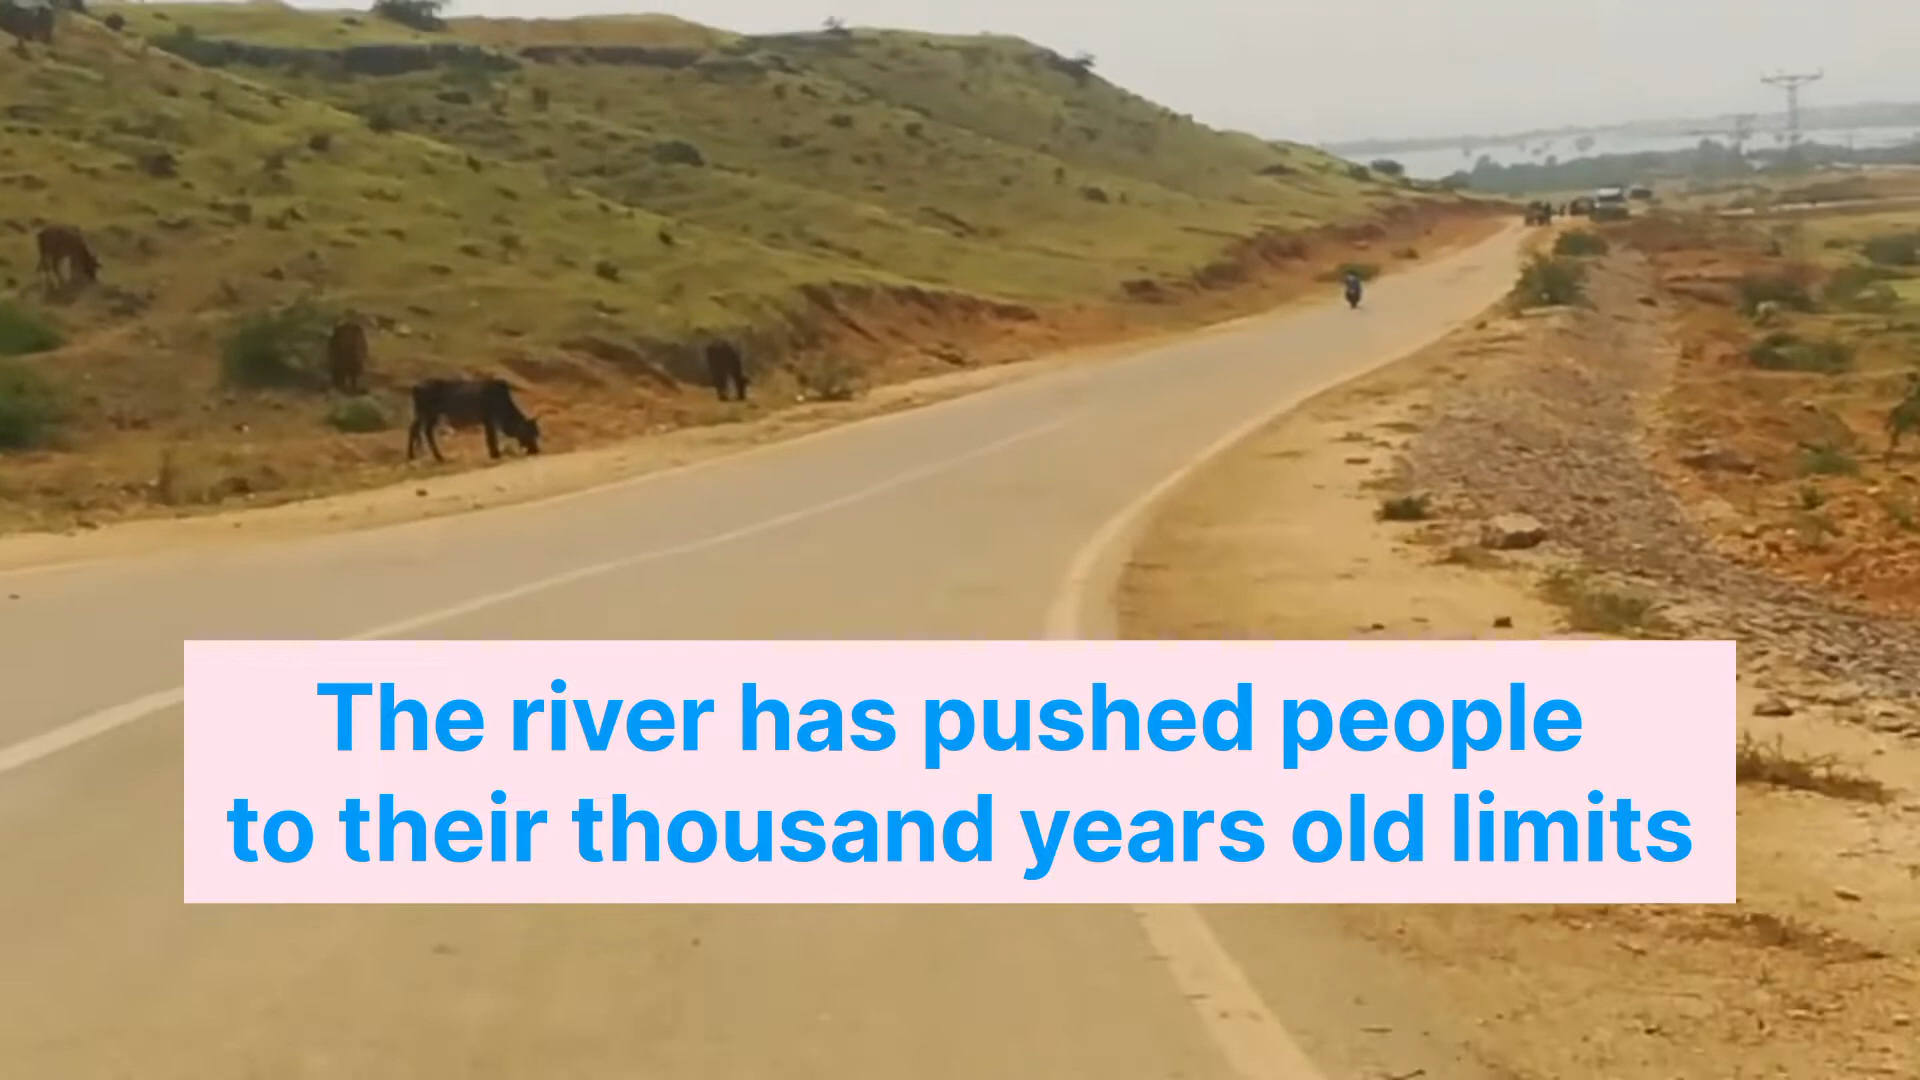 The river has pushed people
to their thousand years old limits